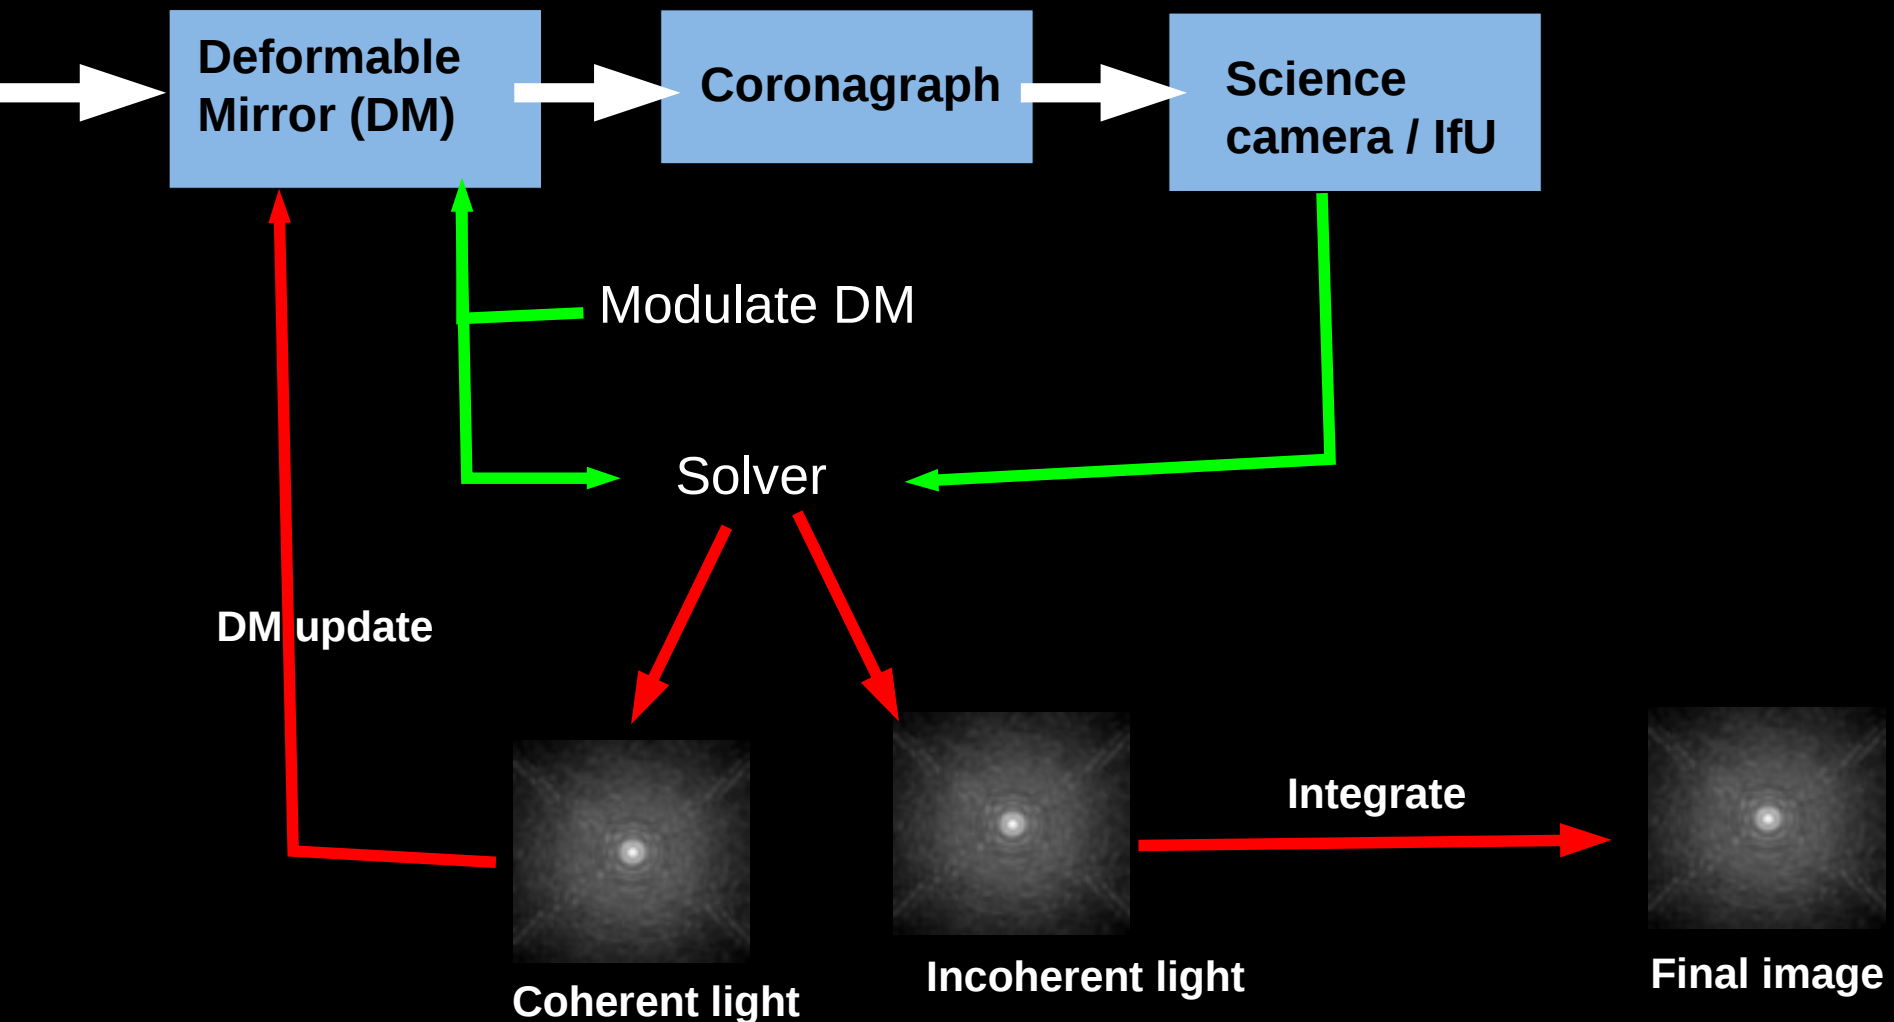 Deformable
Mirror (DM)
Coronagraph
Science
camera / IfU
Modulate DM
Solver
DM update
Integrate
Coherent light
Incoherent light
Final image